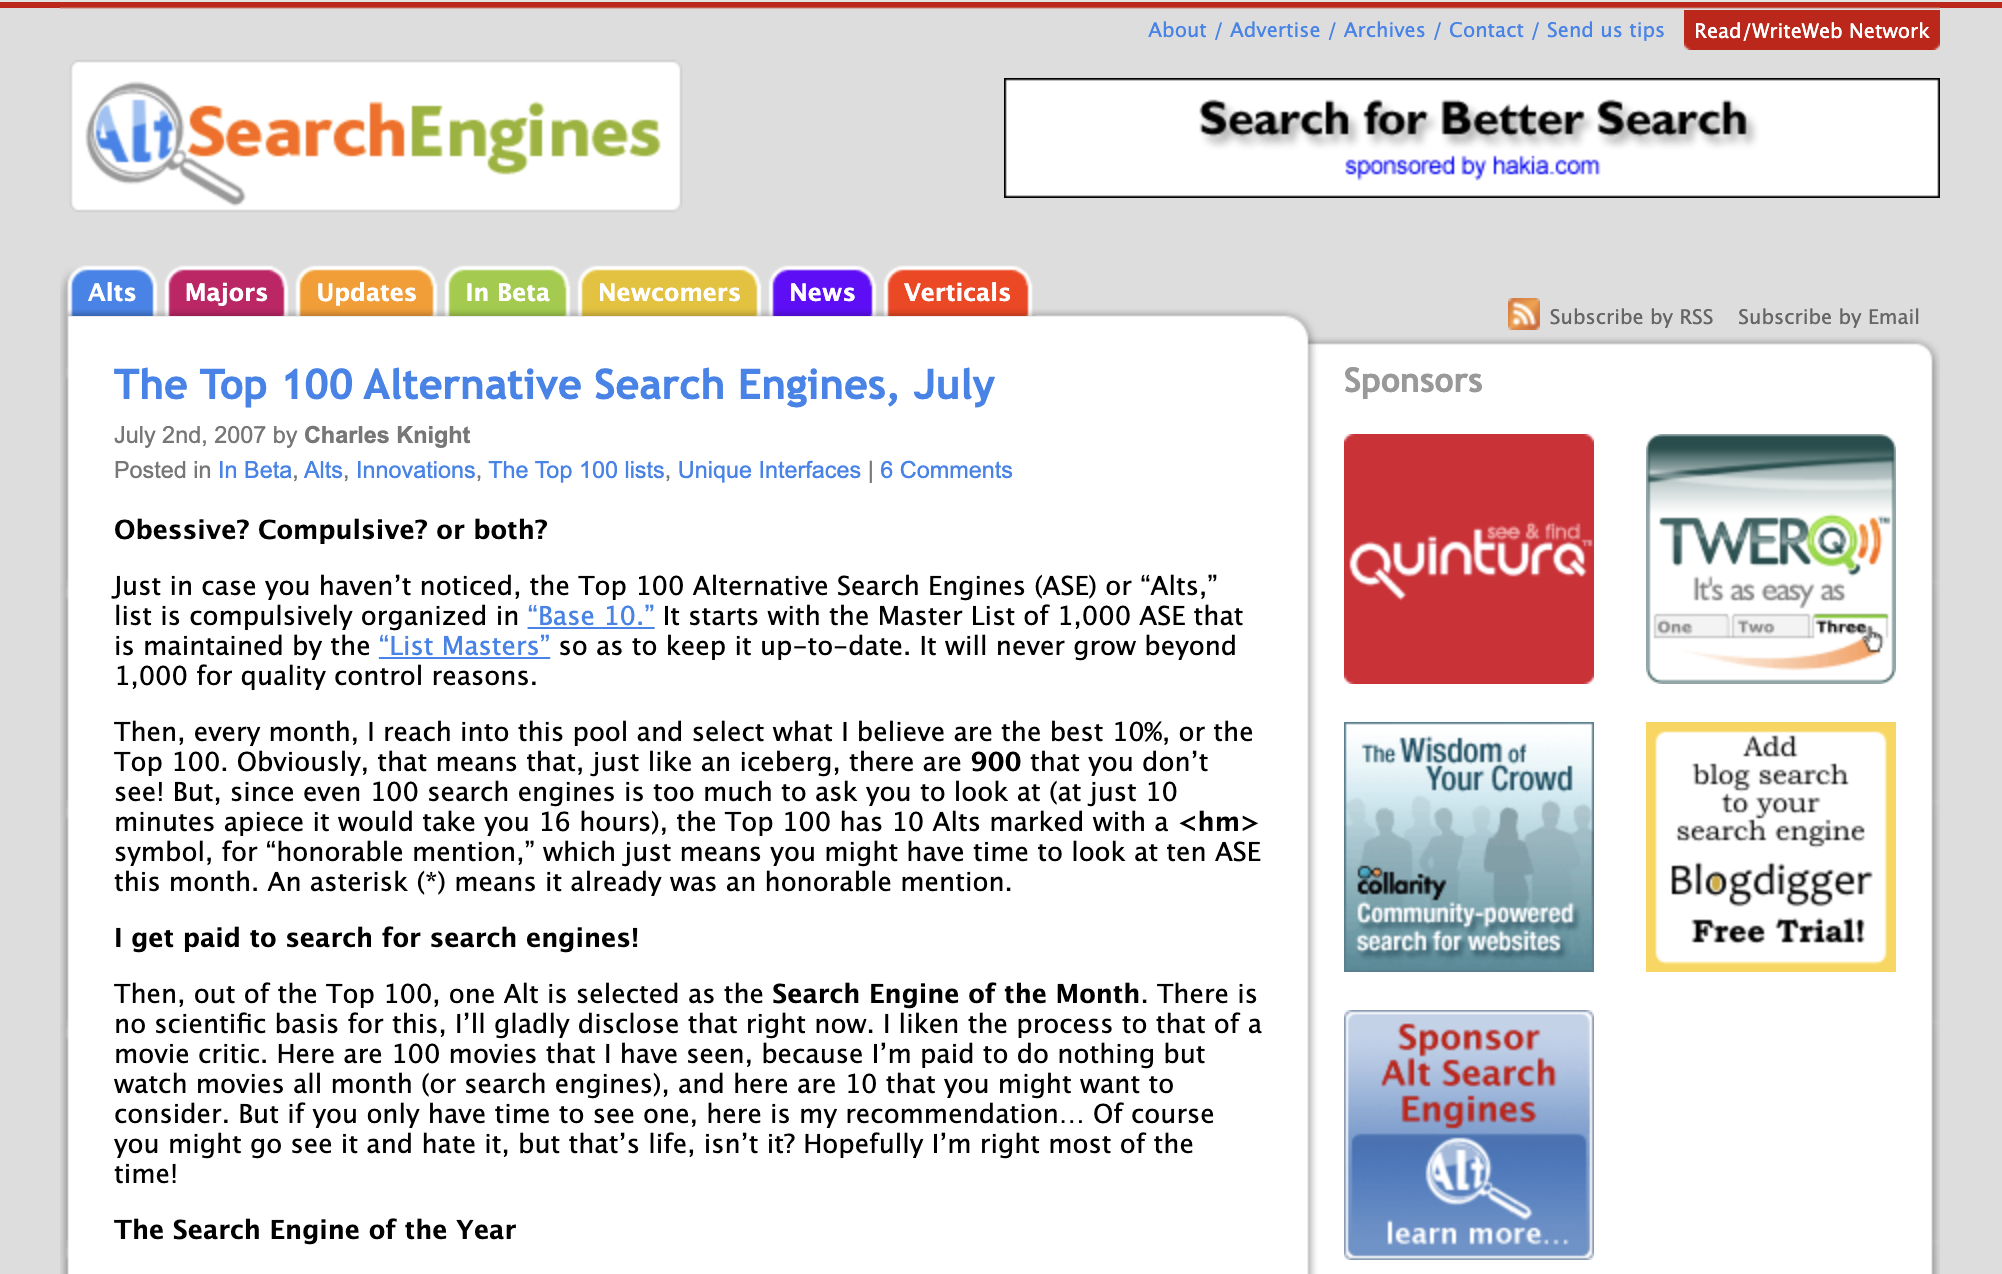 About / Advertise / Archives / Contact / Send us tips
Read/WriteWeb Network
AltSearchEngines
Search for Better Search
sponsored by hakia.com
Alts
Majors
Updates
In Beta
Newcomers
News
Verticals
Subscribe by RSS
Subscribe by Email
The Top 100 Alternative Search Engines, July
July 2nd, 2007 by Charles Knight
Posted in In Beta, Alts, Innovations, The Top 100 lists, Unique Interfaces | 6 Comments
Obessive? Compulsive? or both?
Just in case you haven’t noticed, the Top 100 Alternative Search Engines (ASE) or “Alts,”
list is compulsively organized in “Base 10.” It starts with the Master List of 1,000 ASE that
is maintained by the “List Masters” so as to keep it up-to-date. It will never grow beyond
1,000 for quality control reasons.
Then, every month, I reach into this pool and select what I believe are the best 10%, or the
Top 100. Obviously, that means that, just like an iceberg, there are 900 that you don’t
see! But, since even 100 search engines is too much to ask you to look at (at just 10
minutes apiece it would take you 16 hours), the Top 100 has 10 Alts marked with a <hm>
symbol, for “honorable mention,” which just means you might have time to look at ten ASE
this month. An asterisk (*) means it already was an honorable mention.
I get paid to search for search engines!
Then, out of the Top 100, one Alt is selected as the Search Engine of the Month. There is
no scientific basis for this, I’ll gladly disclose that right now. I liken the process to that of a
movie critic. Here are 100 movies that I have seen, because I’m paid to do nothing but
watch movies all month (or search engines), and here are 10 that you might want to
consider. But if you only have time to see one, here is my recommendation… Of course
you might go see it and hate it, but that’s life, isn’t it? Hopefully I’m right most of the
time!
The Search Engine of the Year
Sponsors
see & find
quintura™
TWERQ™
It's as easy as
One
Two
Three
The Wisdom of
Your Crowd
collarity
Community-powered
search for websites
Add
blog search
to your
search engine
Blogdigger
Free Trial!
Sponsor
Alt Search
Engines
Alt
learn more...